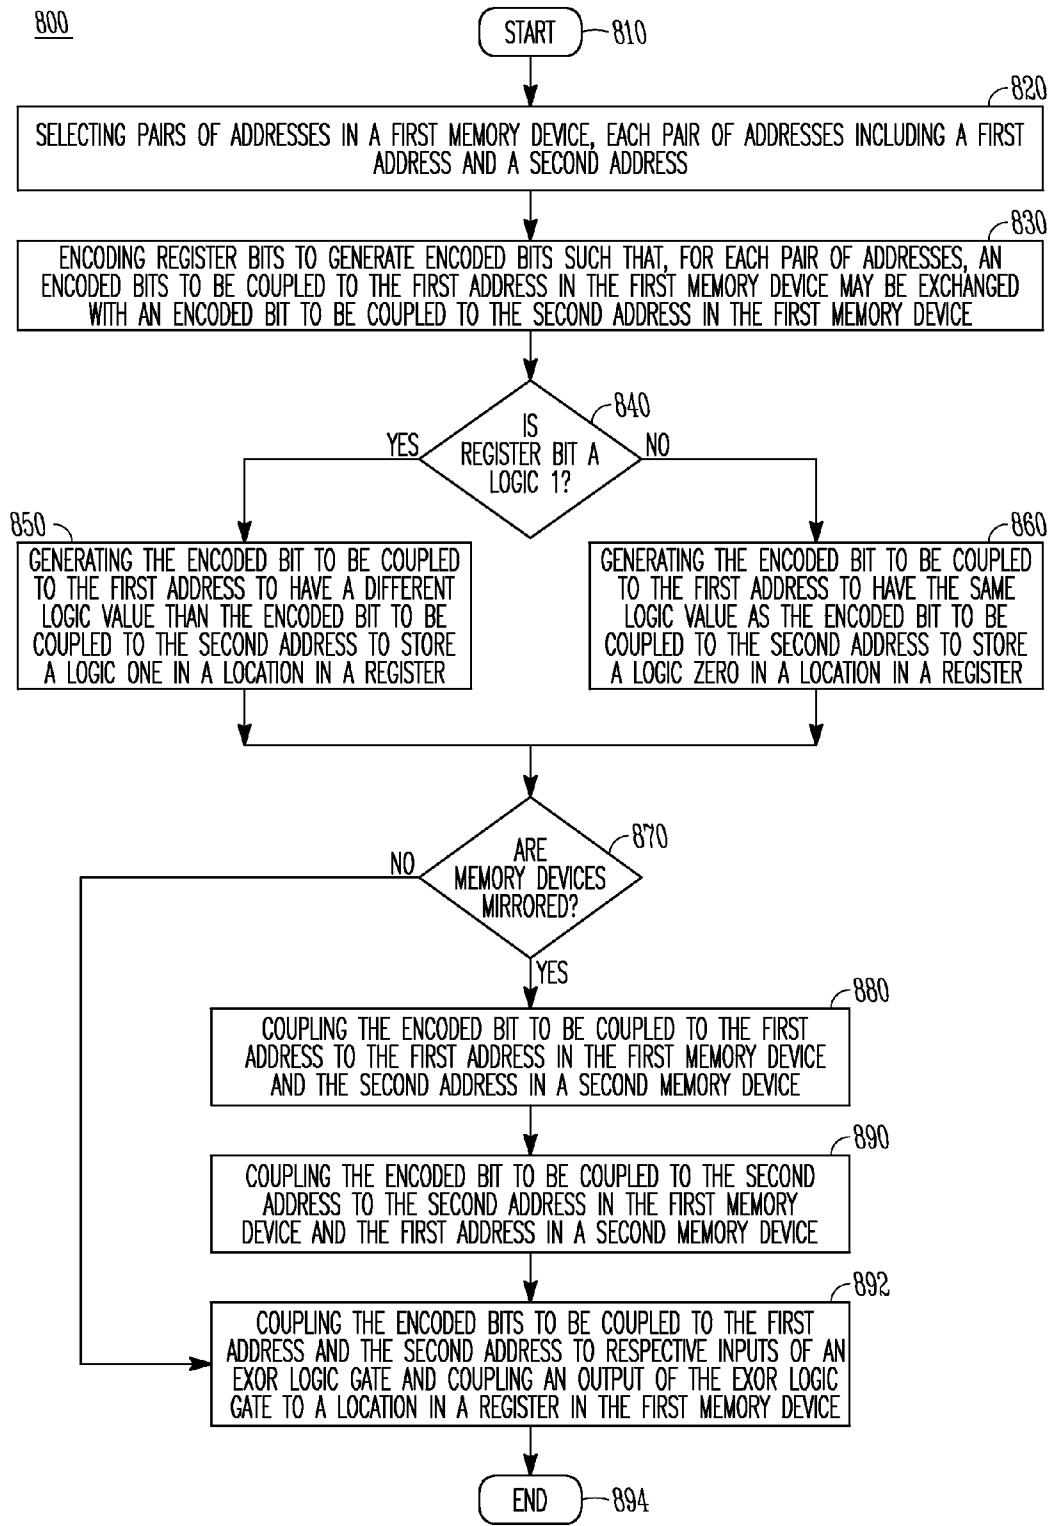 800
START
810
820
SELECTING PAIRS OF ADDRESSES IN A FIRST MEMORY DEVICE, EACH PAIR OF ADDRESSES INCLUDING A FIRST
ADDRESS AND A SECOND ADDRESS
830
ENCODING REGISTER BITS TO GENERATE ENCODED BITS SUCH THAT, FOR EACH PAIR OF ADDRESSES, AN
ENCODED BITS TO BE COUPLED TO THE FIRST ADDRESS IN THE FIRST MEMORY DEVICE MAY BE EXCHANGED
WITH AN ENCODED BIT TO BE COUPLED TO THE SECOND ADDRESS IN THE FIRST MEMORY DEVICE
840
IS
REGISTER BIT A
LOGIC 1?
YES
NO
850
GENERATING THE ENCODED BIT TO BE COUPLED
TO THE FIRST ADDRESS TO HAVE A DIFFERENT
LOGIC VALUE THAN THE ENCODED BIT TO BE
COUPLED TO THE SECOND ADDRESS TO STORE
A LOGIC ONE IN A LOCATION IN A REGISTER
860
GENERATING THE ENCODED BIT TO BE COUPLED
TO THE FIRST ADDRESS TO HAVE THE SAME
LOGIC VALUE AS THE ENCODED BIT TO BE
COUPLED TO THE SECOND ADDRESS TO STORE
A LOGIC ZERO IN A LOCATION IN A REGISTER
870
ARE
MEMORY DEVICES
MIRRORED?
NO
YES
880
COUPLING THE ENCODED BIT TO BE COUPLED TO THE FIRST
ADDRESS TO THE FIRST ADDRESS IN THE FIRST MEMORY DEVICE
AND THE SECOND ADDRESS IN A SECOND MEMORY DEVICE
890
COUPLING THE ENCODED BIT TO BE COUPLED TO THE SECOND
ADDRESS TO THE SECOND ADDRESS IN THE FIRST MEMORY
DEVICE AND THE FIRST ADDRESS IN A SECOND MEMORY DEVICE
892
COUPLING THE ENCODED BITS TO BE COUPLED TO THE FIRST
ADDRESS AND THE SECOND ADDRESS TO RESPECTIVE INPUTS OF AN
EXOR LOGIC GATE AND COUPLING AN OUTPUT OF THE EXOR LOGIC
GATE TO A LOCATION IN A REGISTER IN THE FIRST MEMORY DEVICE
END
894